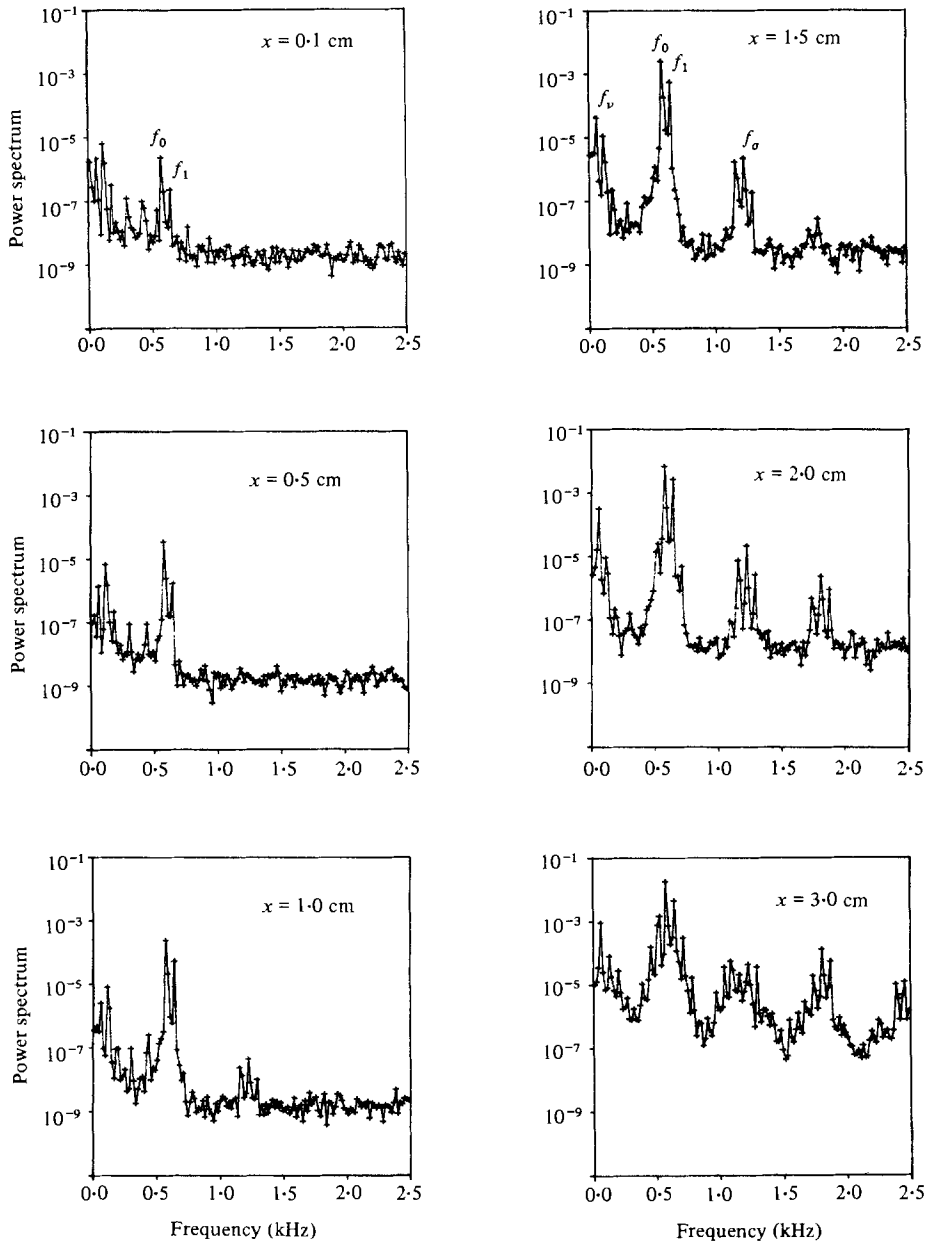 10⁻¹
x = 0·1 cm
10⁻³
f₀
10⁻⁵
f₁
10⁻⁷
10⁻⁹
Power spectrum
0·0 0·5 1·0 1·5 2·0 2·5
10⁻¹
f₀
x = 1·5 cm
f₁
10⁻³
fᵥ
10⁻⁵
f_σ
10⁻⁷
10⁻⁹
0·0 0·5 1·0 1·5 2·0 2·5
10⁻¹
x = 0·5 cm
10⁻³
10⁻⁵
10⁻⁷
10⁻⁹
Power spectrum
0·0 0·5 1·0 1·5 2·0 2·5
10⁻¹
x = 2·0 cm
10⁻³
10⁻⁵
10⁻⁷
10⁻⁹
0·0 0·5 1·0 1·5 2·0 2·5
10⁻¹
x = 1·0 cm
10⁻³
10⁻⁵
10⁻⁷
10⁻⁹
Power spectrum
0·0 0·5 1·0 1·5 2·0 2·5
Frequency (kHz)
10⁻¹
x = 3·0 cm
10⁻³
10⁻⁵
10⁻⁷
10⁻⁹
0·0 0·5 1·0 1·5 2·0 2·5
Frequency (kHz)